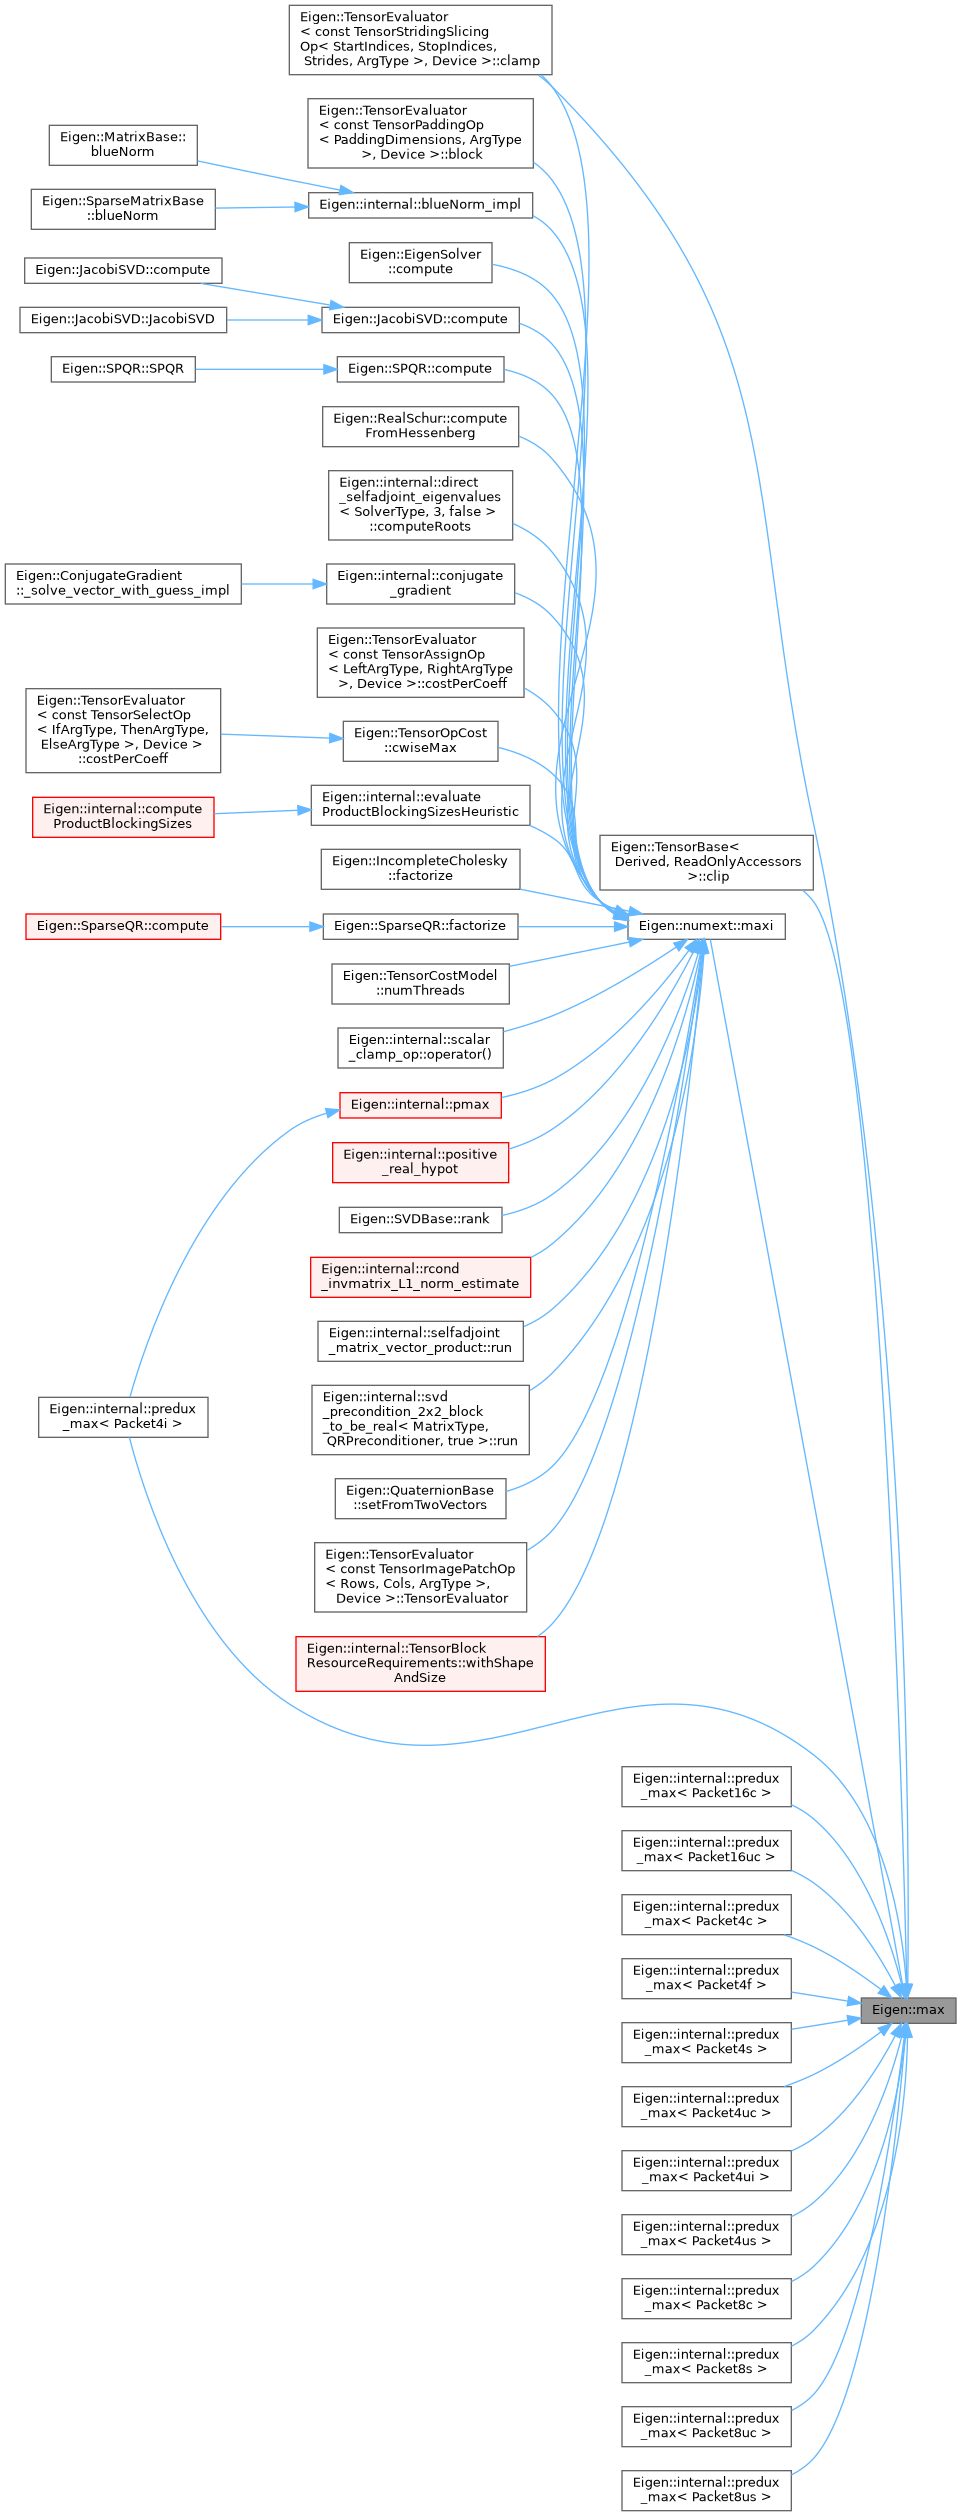 Eigen::TensorEvaluator
< const TensorStridingSlicing
Op< StartIndices, StopIndices,
Strides, ArgType >, Device >::clamp
Eigen::TensorEvaluator
< const TensorPaddingOp
< PaddingDimensions, ArgType
>, Device >::block
Eigen::MatrixBase::
blueNorm
Eigen::SparseMatrixBase
::blueNorm
Eigen::internal::blueNorm_impl
Eigen::EigenSolver
::compute
Eigen::JacobiSVD::compute
Eigen::JacobiSVD::JacobiSVD
Eigen::JacobiSVD::compute
Eigen::SPQR::SPQR
Eigen::SPQR::compute
Eigen::RealSchur::compute
FromHessenberg
Eigen::internal::direct
_selfadjoint_eigenvalues
< SolverType, 3, false >
::computeRoots
Eigen::ConjugateGradient
::_solve_vector_with_guess_impl
Eigen::internal::conjugate
_gradient
Eigen::TensorEvaluator
< const TensorAssignOp
< LeftArgType, RightArgType
>, Device >::costPerCoeff
Eigen::TensorEvaluator
< const TensorSelectOp
< IfArgType, ThenArgType,
ElseArgType >, Device >
::costPerCoeff
Eigen::TensorOpCost
::cwiseMax
Eigen::internal::compute
ProductBlockingSizes
Eigen::internal::evaluate
ProductBlockingSizesHeuristic
Eigen::TensorBase<
Derived, ReadOnlyAccessors
>::clip
Eigen::IncompleteCholesky
::factorize
Eigen::SparseQR::compute
Eigen::SparseQR::factorize
Eigen::numext::maxi
Eigen::TensorCostModel
::numThreads
Eigen::internal::scalar
_clamp_op::operator()
Eigen::internal::pmax
Eigen::internal::positive
_real_hypot
Eigen::SVDBase::rank
Eigen::internal::rcond
_invmatrix_L1_norm_estimate
Eigen::internal::selfadjoint
_matrix_vector_product::run
Eigen::internal::predux
_max< Packet4i >
Eigen::internal::svd
_precondition_2x2_block
_to_be_real< MatrixType,
QRPreconditioner, true >::run
Eigen::QuaternionBase
::setFromTwoVectors
Eigen::TensorEvaluator
< const TensorImagePatchOp
< Rows, Cols, ArgType >,
Device >::TensorEvaluator
Eigen::internal::TensorBlock
ResourceRequirements::withShape
AndSize
Eigen::internal::predux
_max< Packet16c >
Eigen::internal::predux
_max< Packet16uc >
Eigen::internal::predux
_max< Packet4c >
Eigen::internal::predux
_max< Packet4f >
Eigen::max
Eigen::internal::predux
_max< Packet4s >
Eigen::internal::predux
_max< Packet4uc >
Eigen::internal::predux
_max< Packet4ui >
Eigen::internal::predux
_max< Packet4us >
Eigen::internal::predux
_max< Packet8c >
Eigen::internal::predux
_max< Packet8s >
Eigen::internal::predux
_max< Packet8uc >
Eigen::internal::predux
_max< Packet8us >